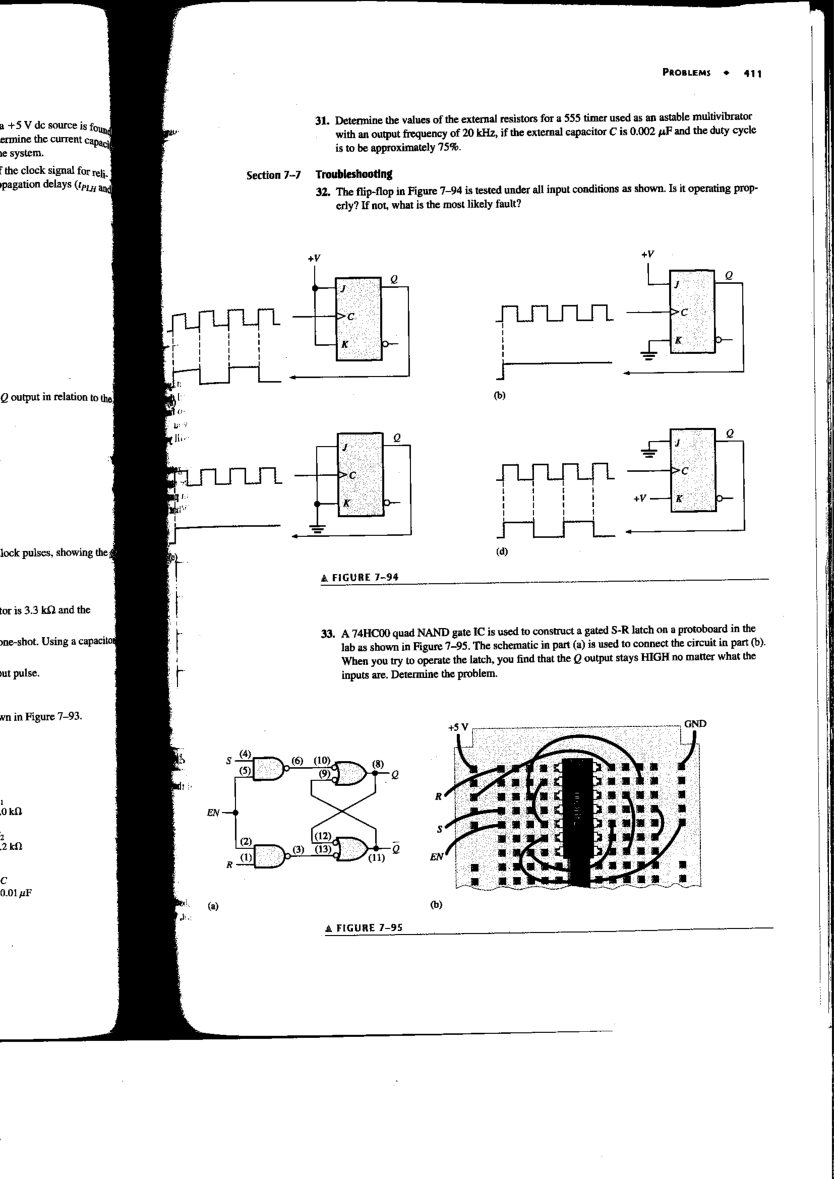 PROBLEMS ◆ 411
a +5 V dc source is found
ermine the current capaci
he system.
f the clock signal for reli-
opagation delays (tPLH and
Q output in relation to the
lock pulses, showing the
tor is 3.3 kΩ and the
one-shot. Using a capacitor
out pulse.
wn in Figure 7–93.
.0 kΩ
2
.2 kΩ
C
0.01 μF
31. Determine the values of the external resistors for a 555 timer used as an astable multivibrator
with an output frequency of 20 kHz, if the external capacitor C is 0.002 μF and the duty cycle
is to be approximately 75%.
Section 7–7 Troubleshooting
32. The flip-flop in Figure 7–94 is tested under all input conditions as shown. Is it operating prop-
erly? If not, what is the most likely fault?
+V
J
C
K
Q
+V
J
C
K
Q
(b)
J
C
K
Q
(c)
J
C
+V
K
Q
(d)
▲ FIGURE 7–94
33. A 74HC00 quad NAND gate IC is used to construct a gated S-R latch on a protoboard in the
lab as shown in Figure 7–95. The schematic in part (a) is used to connect the circuit in part (b).
When you try to operate the latch, you find that the Q output stays HIGH no matter what the
inputs are. Determine the problem.
S (4) (5) (6) (10) (9) (8) Q
EN
(2) (1) R (3) (12) (13) (11) Q̅
(a)
+5 V GND
R
S
EN
(b)
▲ FIGURE 7–95